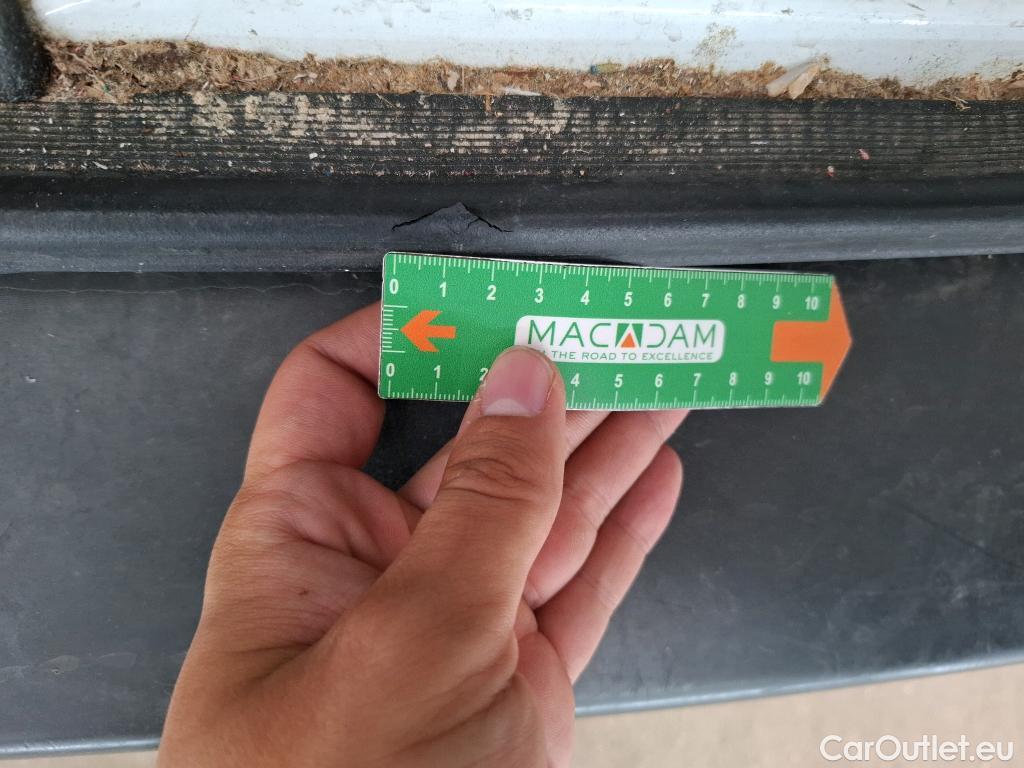 0 1 2 3 4 5 6 7 8 9 10
MACADAM
THE ROAD TO EXCELLENCE
0 1 2 4 5 6 7 8 9 10
CarOutlet.eu